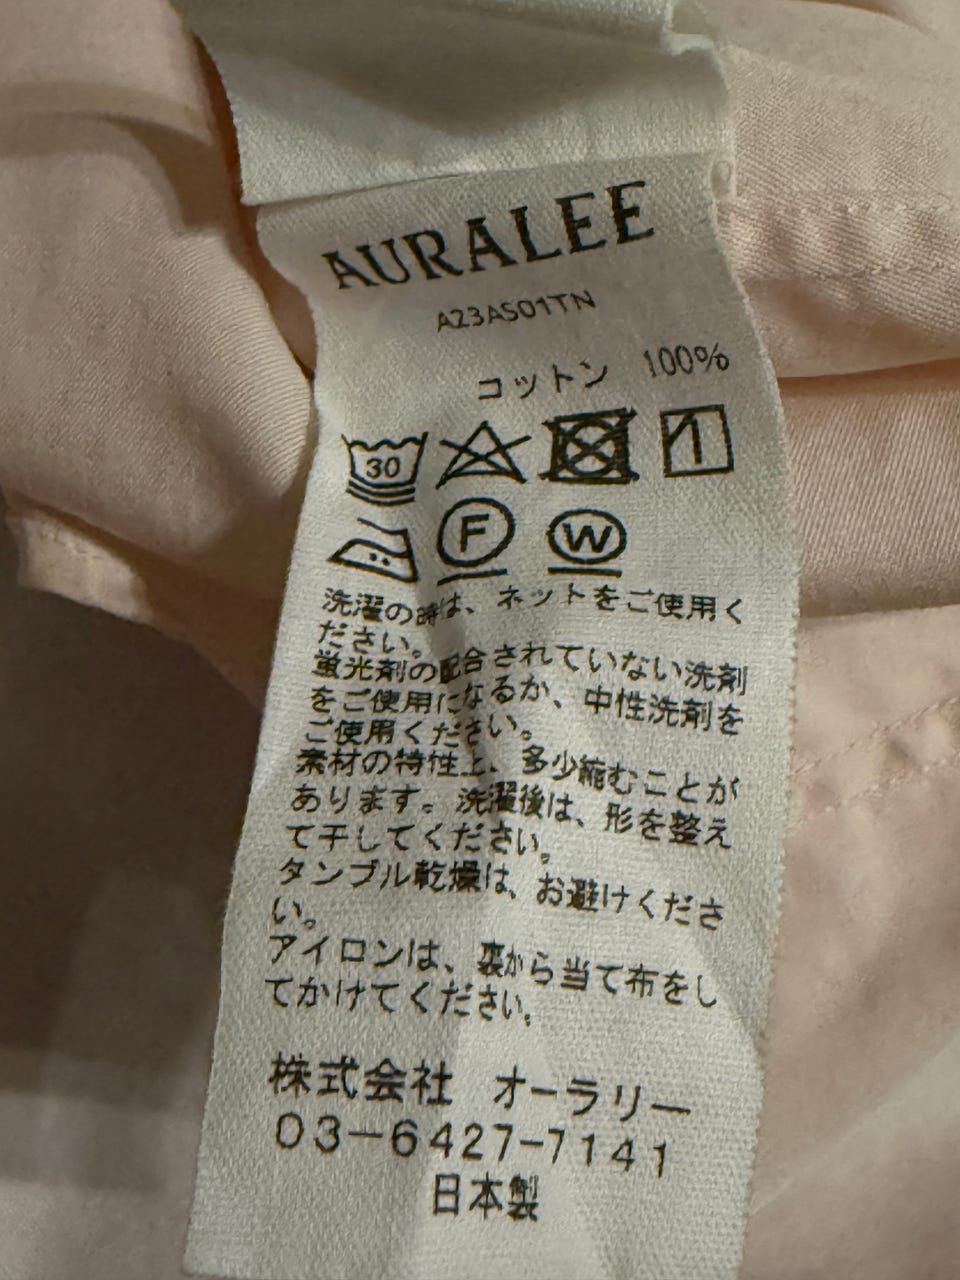 AURALEE
A23AS01TN
コットン 100%
30
1
F W
洗濯の時は、ネットをご使用く
ださい。
蛍光剤の配合されていない洗剤
をご使用になるか、中性洗剤を
ご使用ください。
素材の特性上、多少縮むことが
あります。洗濯後は、形を整え
て干してください。
タンブル乾燥は、お避けくださ
い。
アイロンは、裏から当て布をし
てかけてください。
株式会社 オーラリー
03-6427-7141
日本製